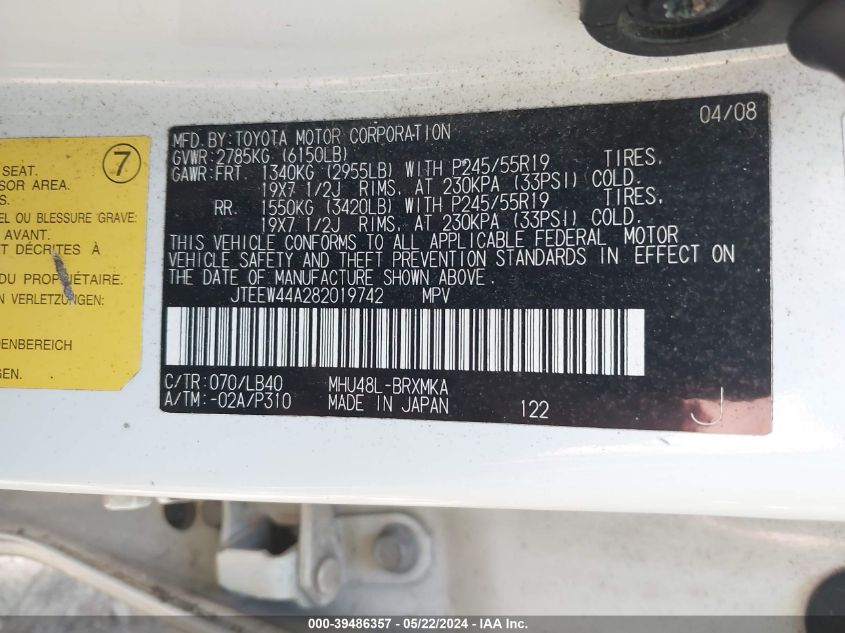 04/08
MFD. BY: TOYOTA MOTOR CORPORATION
GVWR: 2785KG (6150LB)
GAWR: FRT. 1340KG (2955LB) WITH P245/55R19 TIRES,
19X7 1/2J RIMS, AT 230KPA (33PSI) COLD.
RR. 1550KG (3420LB) WITH P245/55R19 TIRES,
19X7 1/2J RIMS, AT 230KPA (33PSI) COLD.
THIS VEHICLE CONFORMS TO ALL APPLICABLE FEDERAL MOTOR
VEHICLE SAFETY AND THEFT PREVENTION STANDARDS IN EFFECT ON
THE DATE OF MANUFACTURE SHOWN ABOVE.
JTEEW44A282019742 MPV
C/TR: 070/LB40 MHU48L-BRXMKA
A/TM: -02A/P310 MADE IN JAPAN 122 J
7
SEAT.
SOR AREA.
S.
EL OU BLESSURE GRAVE:
AVANT.
T DÉCRITES À
DU PROPRIÉTAIRE.
N VERLETZUNGEN:
DENBEREICH
GEN.
000-39486357 - 05/22/2024 - IAA Inc.